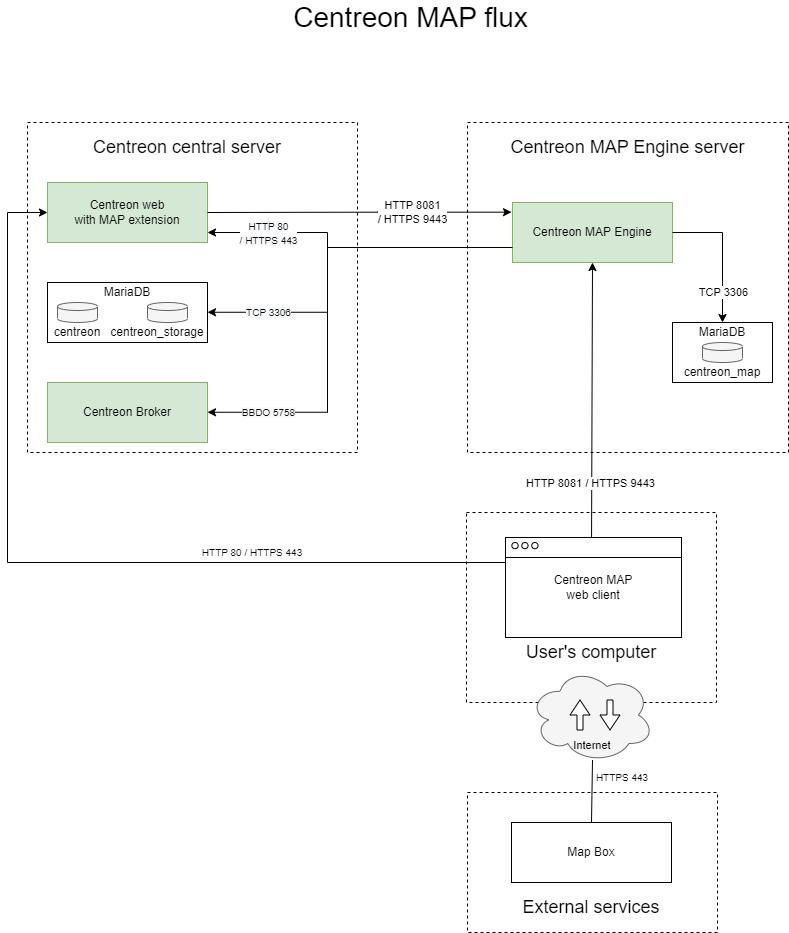 Centreon MAP flux
Centreon central server
Centreon MAP Engine server
Centreon web
with MAP extension
HTTP 8081
/ HTTPS 9443
HTTP 80
/ HTTPS 443
Centreon MAP Engine
MariaDB
centreon
centreon_storage
TCP 3306
TCP 3306
MariaDB
centreon_map
Centreon Broker
BBDO 5758
HTTP 8081 / HTTPS 9443
HTTP 80 / HTTPS 443
Centreon MAP
web client
User's computer
Internet
HTTPS 443
Map Box
External services